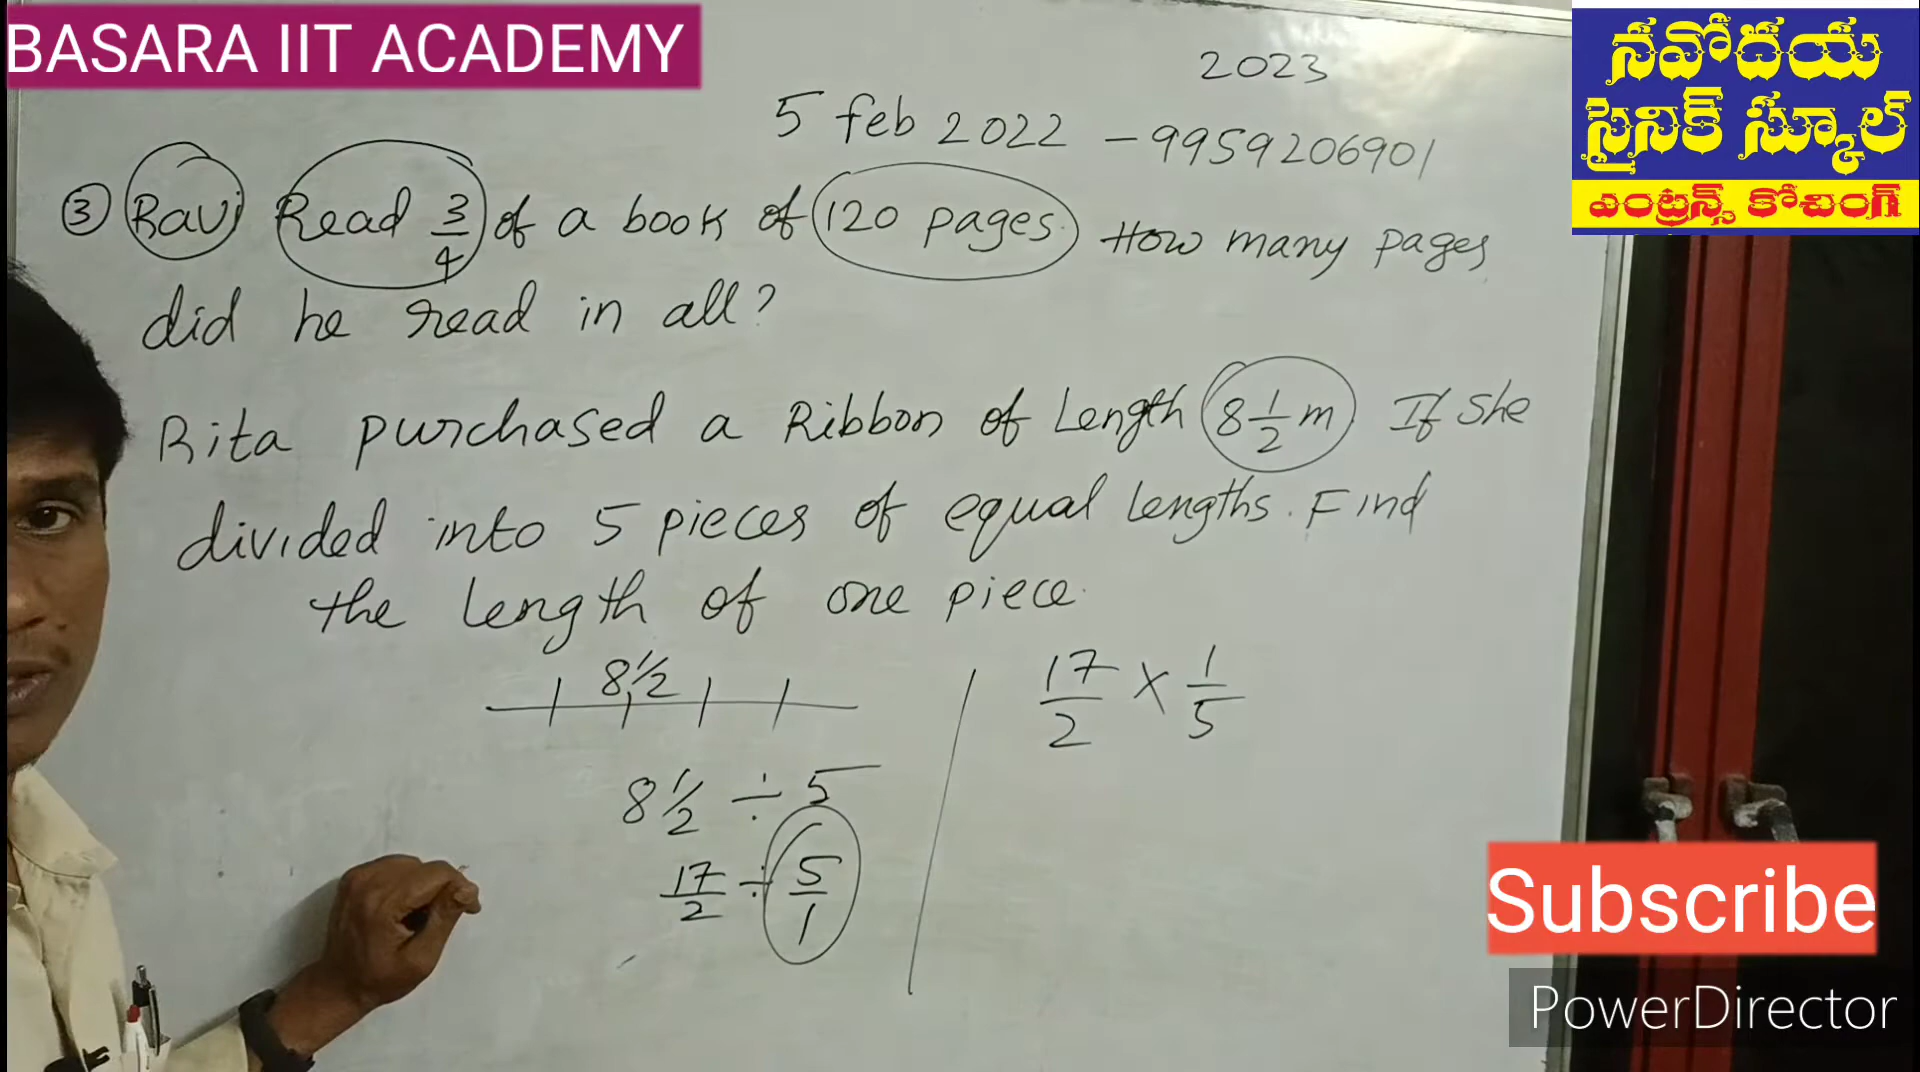 BASARA IIT ACADEMY
నవోదయ
సైనిక్ స్కూల్
ఎంట్రన్స్ కోచింగ్
2023
5 feb 2022 - 9959206901
③ Ravi Read 3/4 of a book of 120 pages. How many pages
did he read in all?
Rita purchased a Ribbon of Length 8 1/2 m. If she
divided into 5 pieces of equal lengths. Find
the length of one piece.
8 1/2
17/2 × 1/5
8 1/2 ÷ 5
17/2 ÷ 5/1
Subscribe
PowerDirector